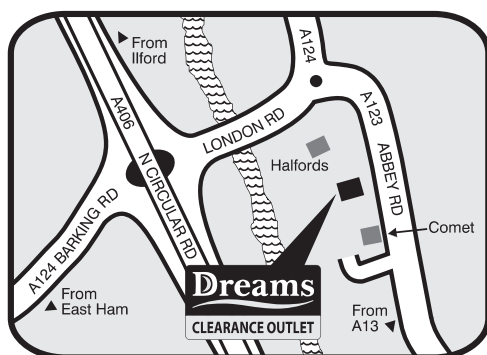 From
Ilford
A124
A406
A123
LONDON RD
Halfords
ABBEY RD
N CIRCULAR RD
Comet
A124 BARKING RD
From
East Ham
Dreams
CLEARANCE OUTLET
From
A13